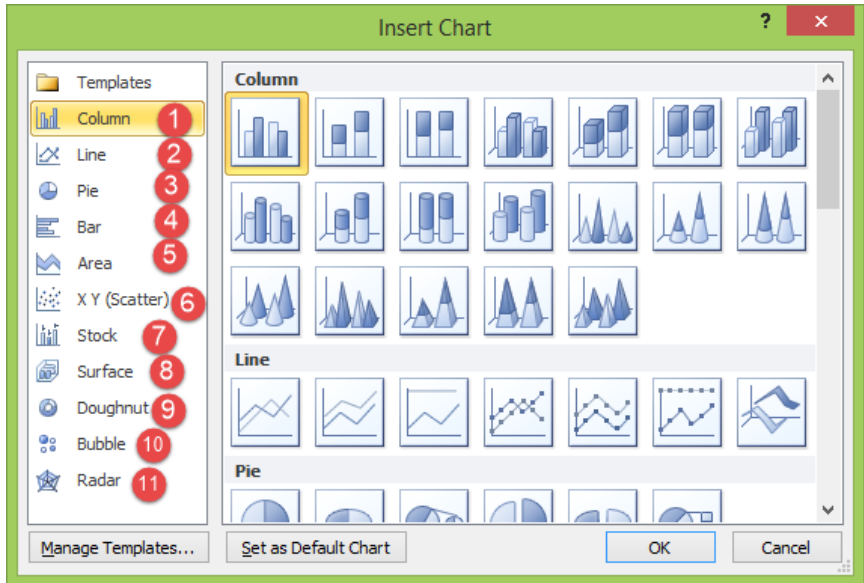 Insert Chart
?
×
Templates
Column 1
Line 2
Pie 3
Bar 4
Area 5
X Y (Scatter) 6
Stock 7
Surface 8
Doughnut 9
Bubble 10
Radar 11
Column
Line
Pie
Manage Templates...
Set as Default Chart
OK
Cancel